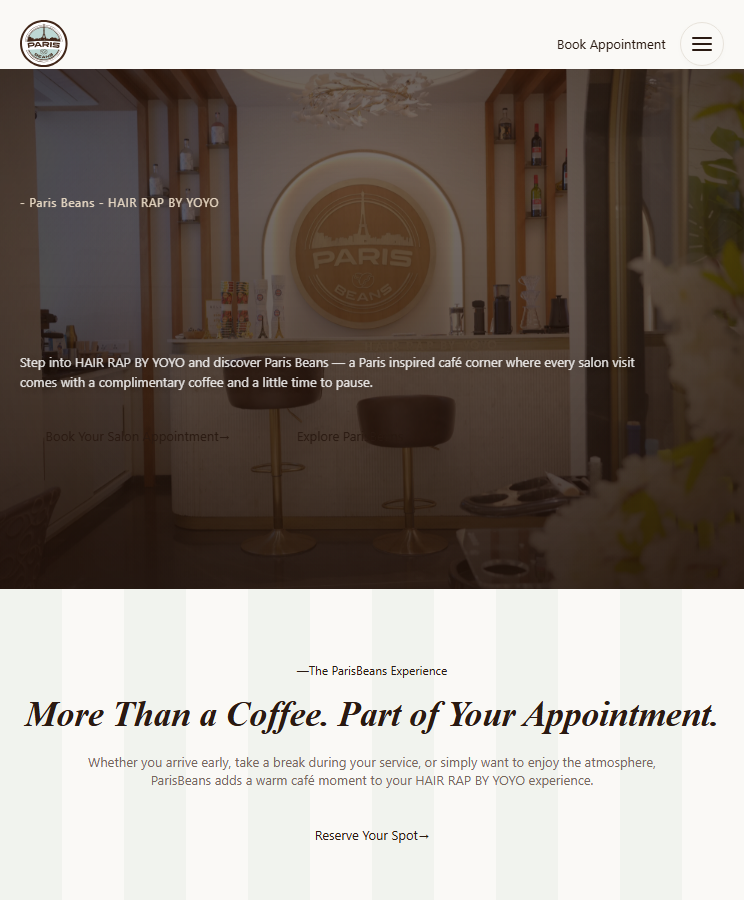 PARIS
BEANS
Book Appointment
- Paris Beans - HAIR RAP BY YOYO
PARIS
BEANS
Step into HAIR RAP BY YOYO and discover Paris Beans — a Paris inspired café corner where every salon visit
comes with a complimentary coffee and a little time to pause.
Book Your Salon Appointment→
Explore Paris
—The ParisBeans Experience
More Than a Coffee. Part of Your Appointment.
Whether you arrive early, take a break during your service, or simply want to enjoy the atmosphere,
ParisBeans adds a warm café moment to your HAIR RAP BY YOYO experience.
Reserve Your Spot→